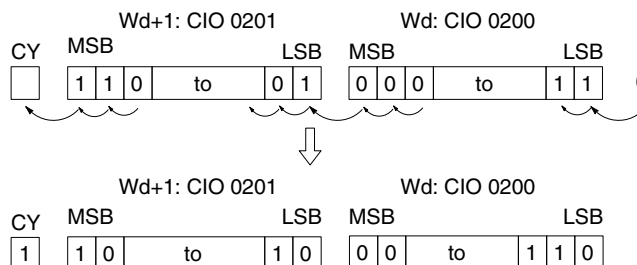 Wd+1: CIO 0201 Wd: CIO 0200
CY MSB LSB MSB LSB
1 1 0 to 0 1 0 0 0 to 1 1
Wd+1: CIO 0201 Wd: CIO 0200
CY MSB LSB MSB LSB
1 1 0 to 1 0 0 0 to 1 1 0